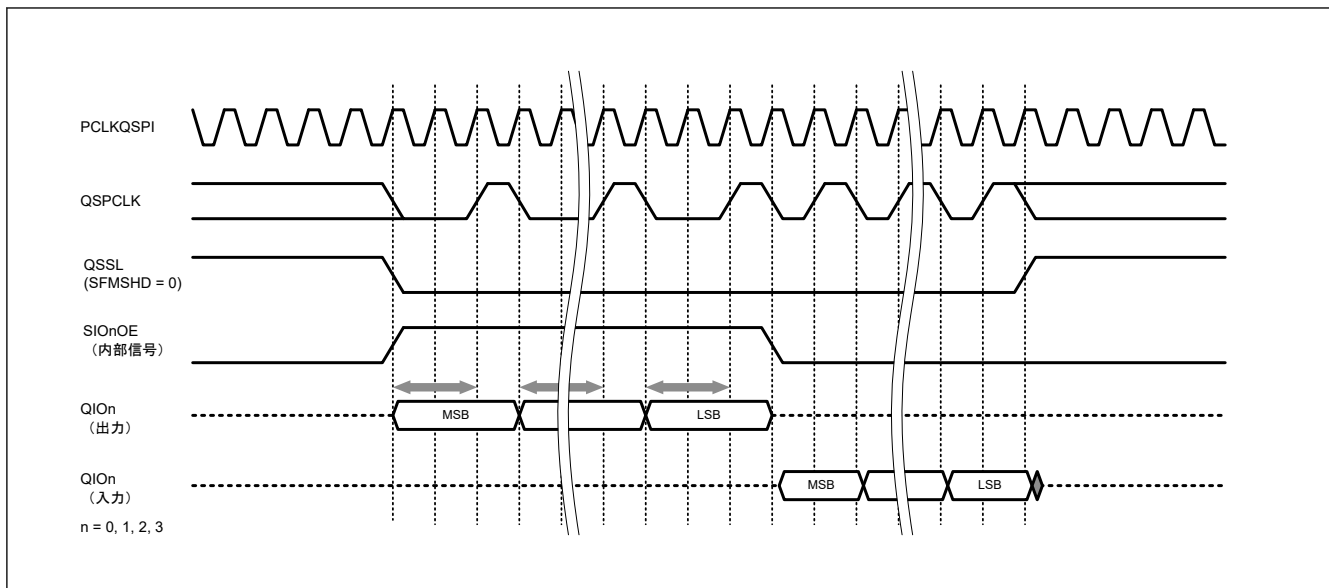 PCLKQSPI
QSPCLK
QSSL
(SFMSHD = 0)
SIOnOE
（内部信号）
QIOn
（出力）
MSB
LSB
QIOn
（入力）
MSB
LSB
n = 0, 1, 2, 3